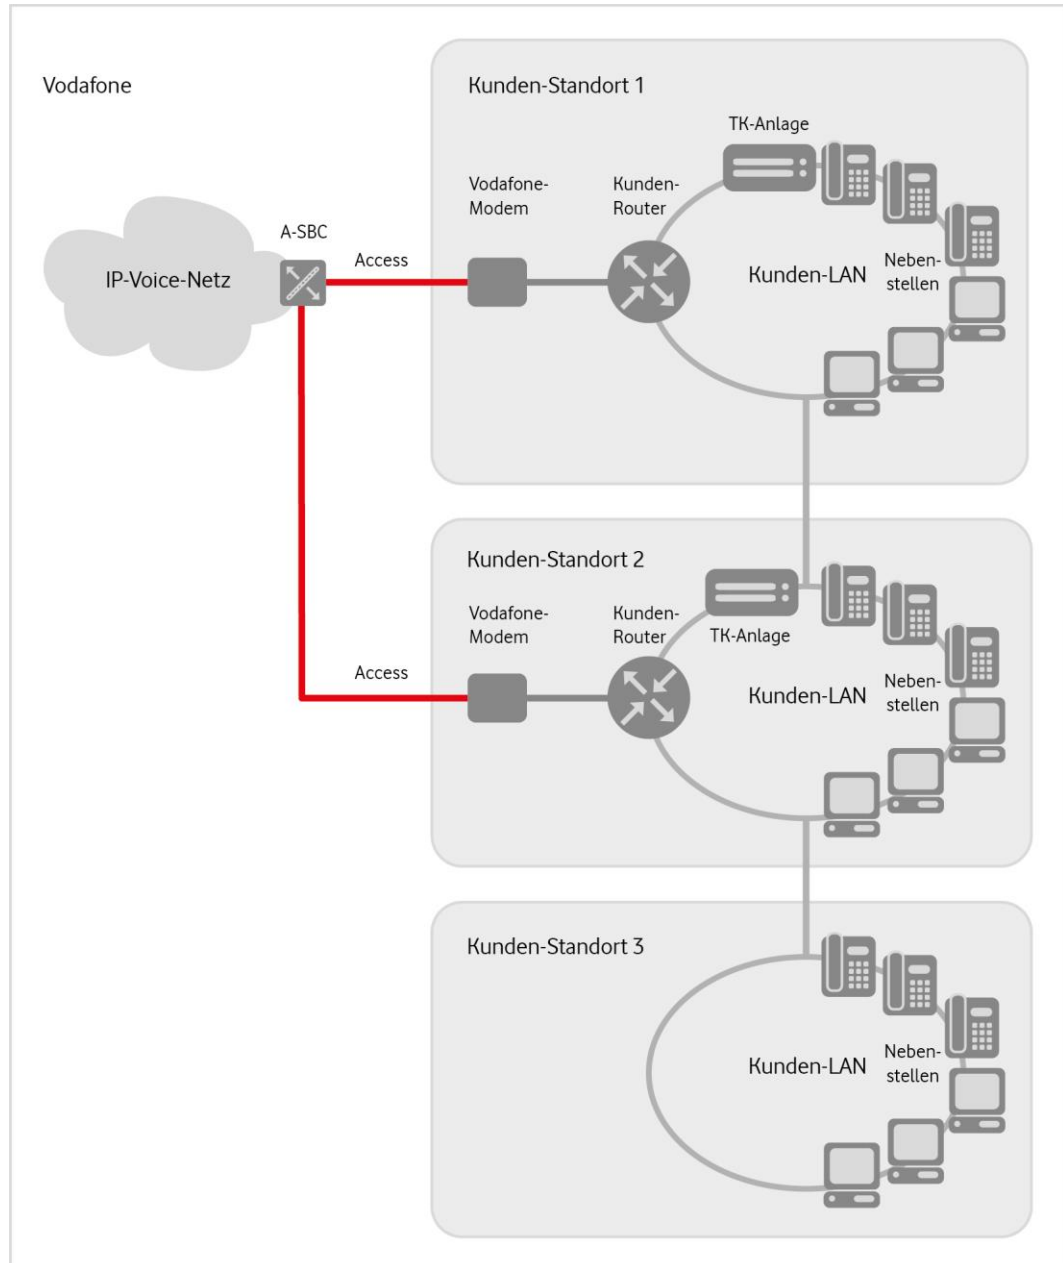 Vodafone
IP-Voice-Netz
A-SBC
Access
Access
Kunden-Standort 1
TK-Anlage
Vodafone-
Modem
Kunden-
Router
Kunden-LAN
Neben-
stellen
Kunden-Standort 2
Vodafone-
Modem
Kunden-
Router
TK-Anlage
Kunden-LAN
Neben-
stellen
Kunden-Standort 3
Kunden-LAN
Neben-
stellen